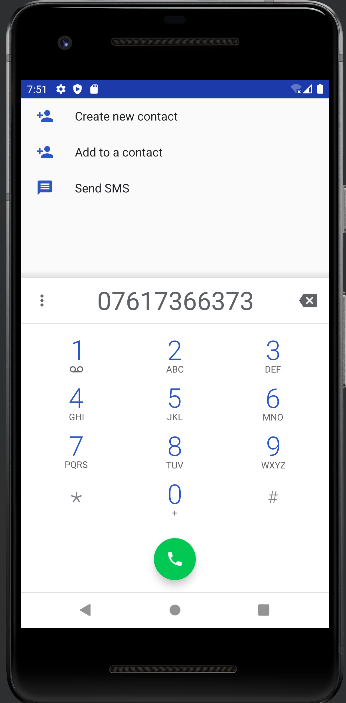 7:51
Create new contact
Add to a contact
Send SMS
07617366373
1 2 3
ABC DEF
4 5 6
GHI JKL MNO
7 8 9
PQRS TUV WXYZ
* 0 #
+